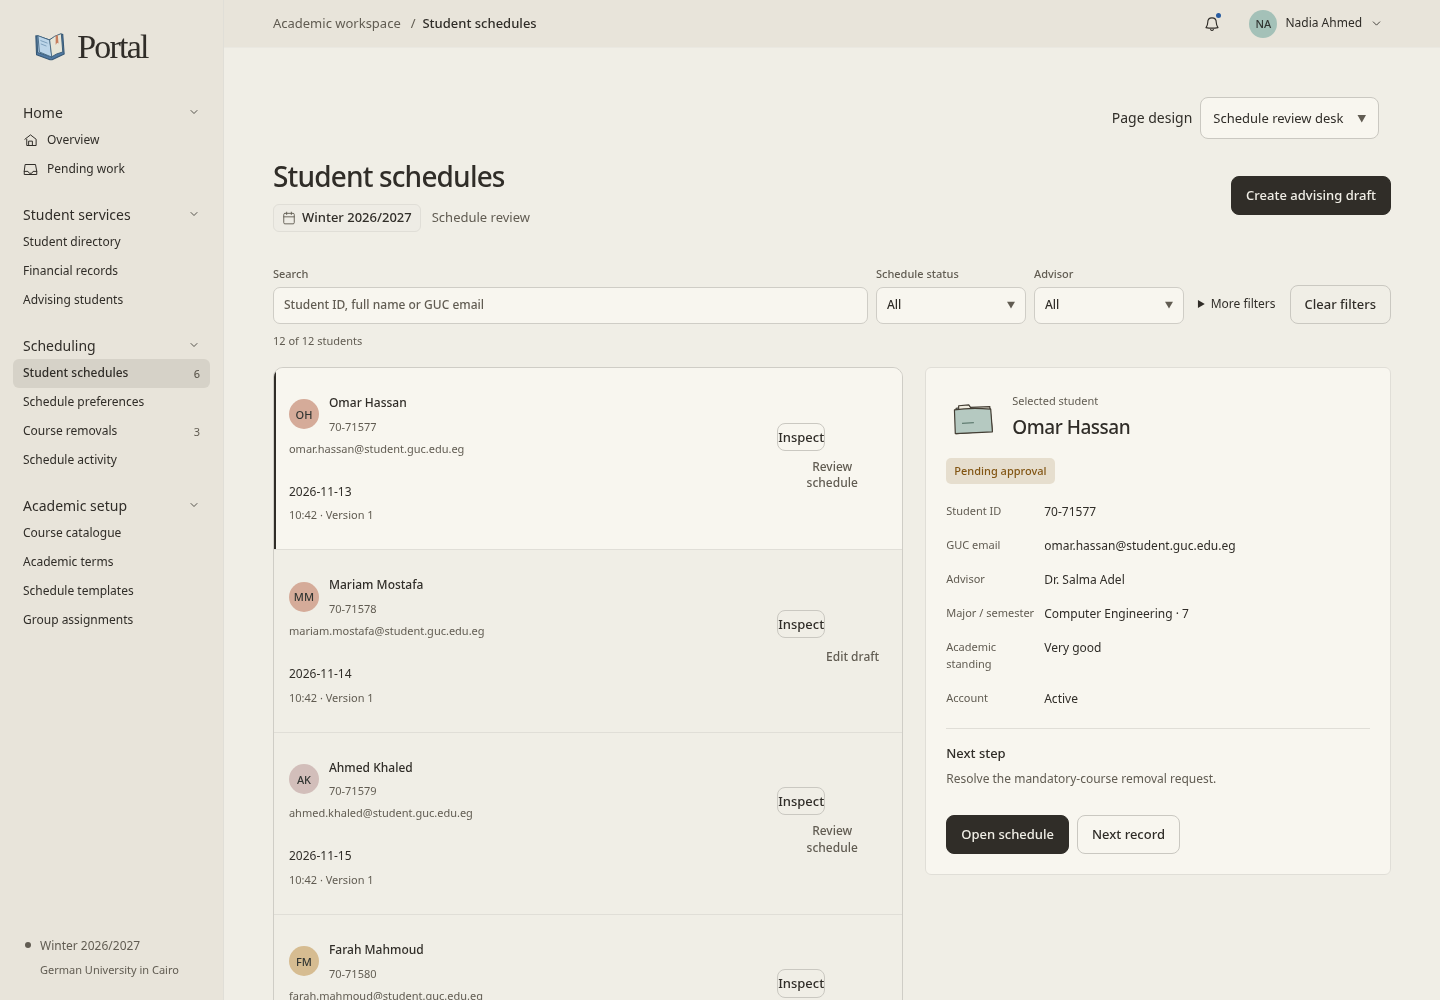 Portal
Home
Overview
Pending work
Student services
Student directory
Financial records
Advising students
Scheduling
Student schedules 6
Schedule preferences
Course removals 3
Schedule activity
Academic setup
Course catalogue
Academic terms
Schedule templates
Group assignments
Winter 2026/2027
German University in Cairo
Academic workspace / Student schedules
NA Nadia Ahmed
Page design Schedule review desk
Student schedules
Create advising draft
Winter 2026/2027 Schedule review
Search Schedule status Advisor
Student ID, full name or GUC email All All More filters Clear filters
12 of 12 students
OH
Omar Hassan
70-71577
omar.hassan@student.guc.edu.eg
2026-11-13
10:42 · Version 1
Inspect
Review
schedule
MM
Mariam Mostafa
70-71578
mariam.mostafa@student.guc.edu.eg
2026-11-14
10:42 · Version 1
Inspect
Edit draft
AK
Ahmed Khaled
70-71579
ahmed.khaled@student.guc.edu.eg
2026-11-15
10:42 · Version 1
Inspect
Review
schedule
FM
Farah Mahmoud
70-71580
farah.mahmoud@student.guc.edu.eg
Inspect
Selected student
Omar Hassan
Pending approval
Student ID 70-71577
GUC email omar.hassan@student.guc.edu.eg
Advisor Dr. Salma Adel
Major / semester Computer Engineering · 7
Academic Very good
standing
Account Active
Next step
Resolve the mandatory-course removal request.
Open schedule Next record